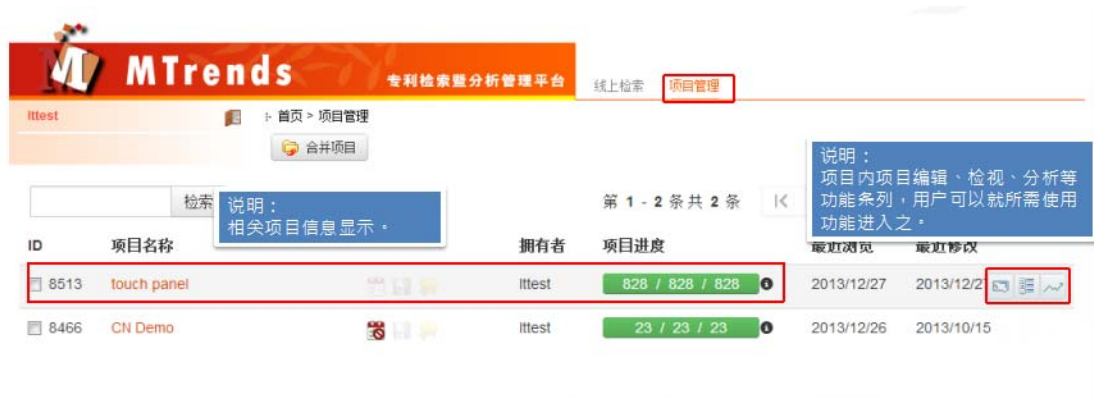 MTrends 专利检索暨分析管理平台 线上检索 项目管理
lttest 首页 > 项目管理
合并项目
检索
第 1 - 2 条共 2 条
说明：
相关项目信息显示。
说明：
项目内项目编辑、检视、分析等
功能条列，用户可以就所需使用
功能进入之。
ID 项目名称 拥有者 项目进度 最近浏览 最近修改
8513 touch panel lttest 828 / 828 / 828 2013/12/27 2013/12/2
8466 CN Demo lttest 23 / 23 / 23 2013/12/26 2013/10/15